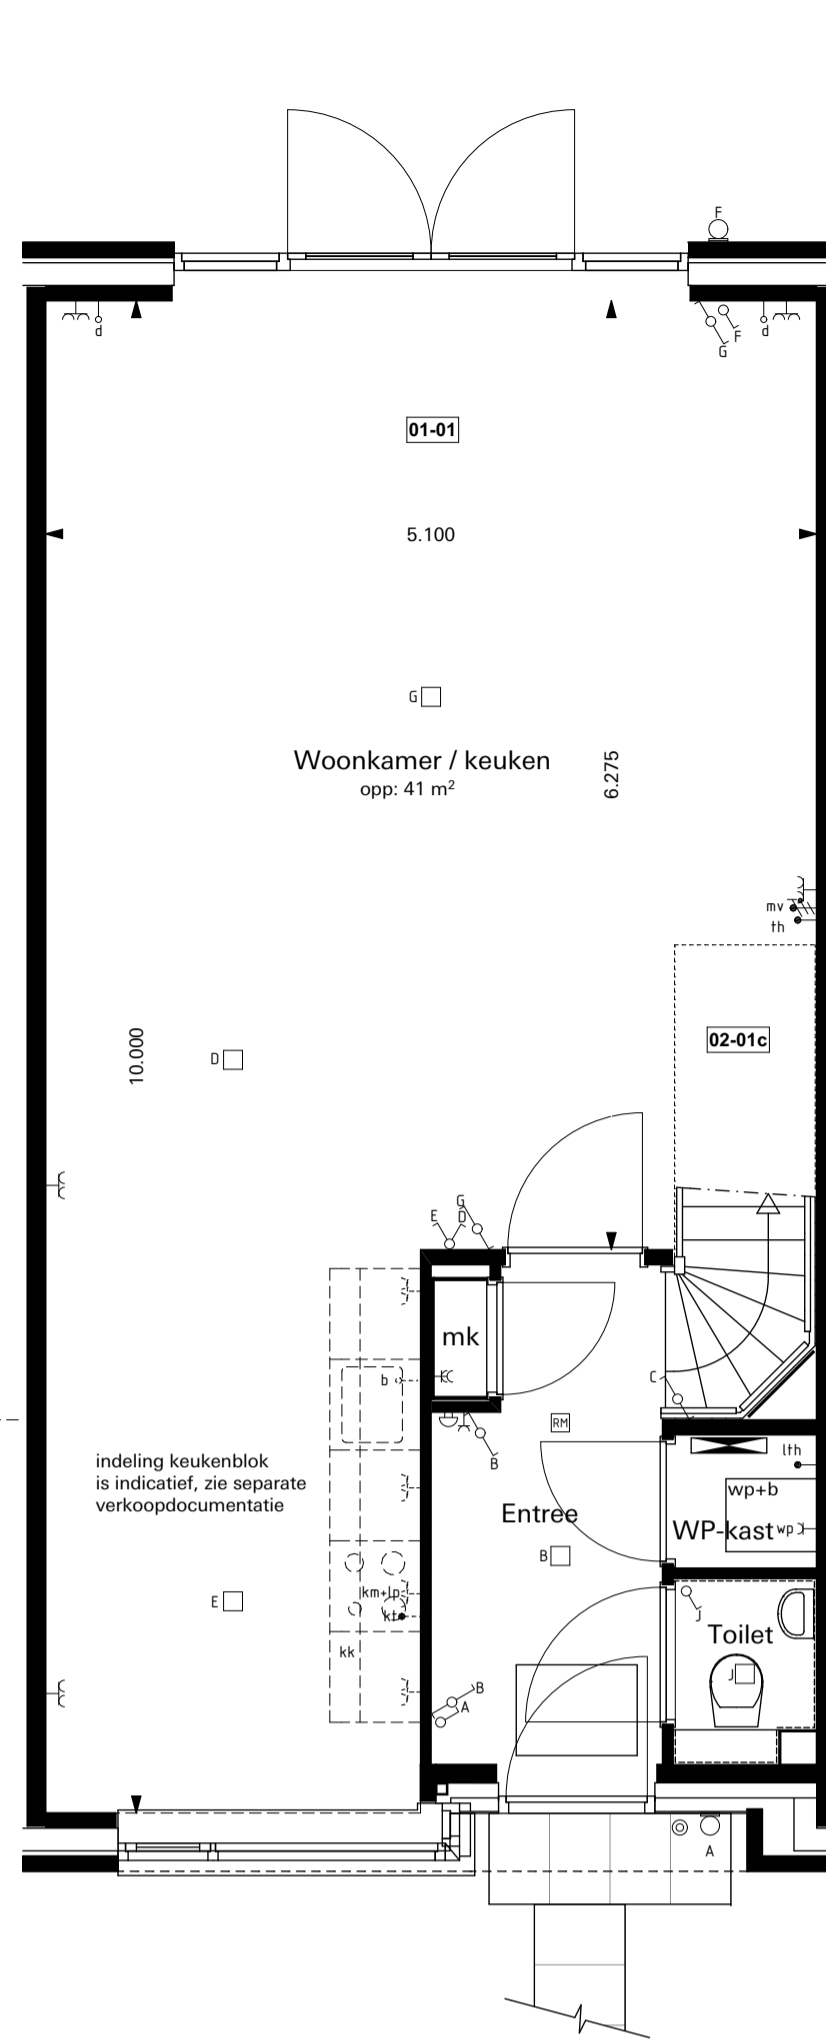 F
d
d
F
G
01-01
5.100
G
Woonkamer / keuken
opp: 41 m²
6.275
mv
th
02-01c
10.000
D
G
E
D
mk
b
C
RM
B
lth
indeling keukenblok
is indicatief, zie separate
verkoopdocumentatie
wp+b
Entree
WP-kast
wp
B
km+lp
E
kt
J
Toilet
kk
J
B
A
A